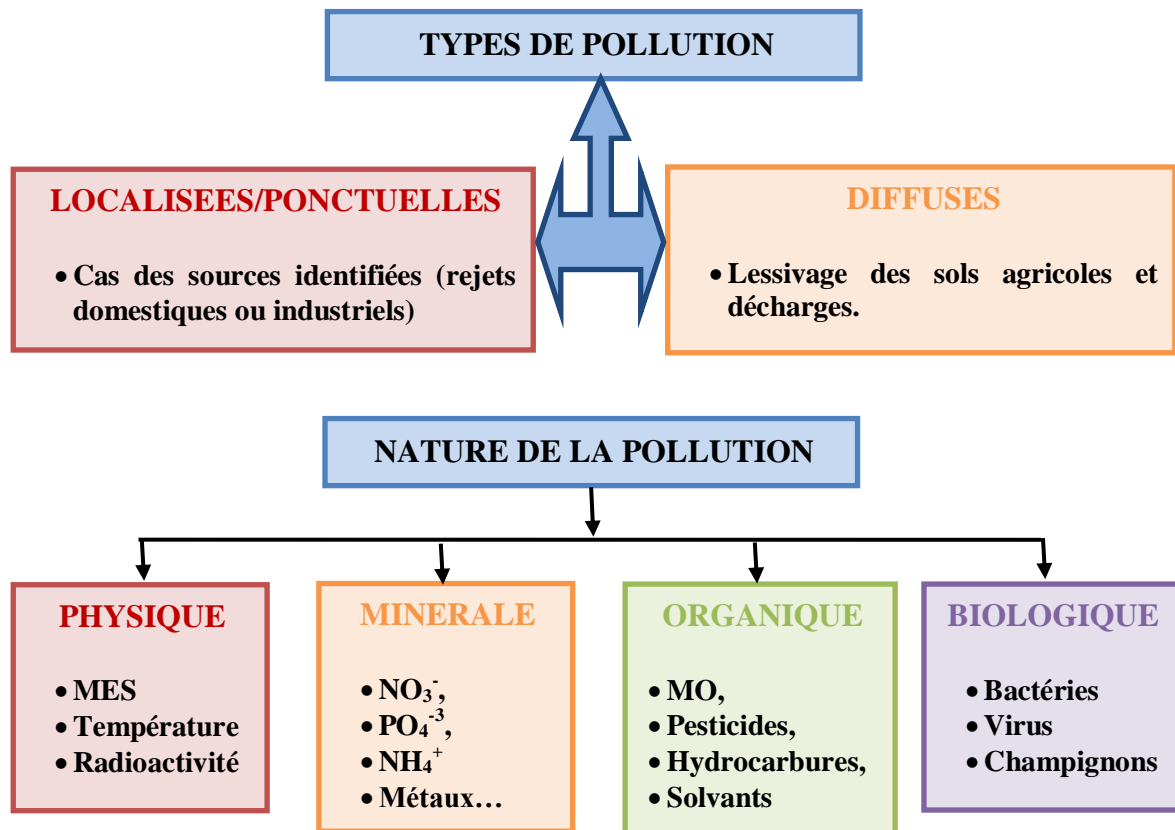 TYPES DE POLLUTION
LOCALISEES/PONCTUELLES
• Cas des sources identifiées (rejets
domestiques ou industriels)
DIFFUSES
• Lessivage des sols agricoles et
décharges.
NATURE DE LA POLLUTION
PHYSIQUE
• MES
• Température
• Radioactivité
MINERALE
• NO₃⁻,
• PO₄⁻³,
• NH₄⁺
• Métaux…
ORGANIQUE
• MO,
• Pesticides,
• Hydrocarbures,
• Solvants
BIOLOGIQUE
• Bactéries
• Virus
• Champignons